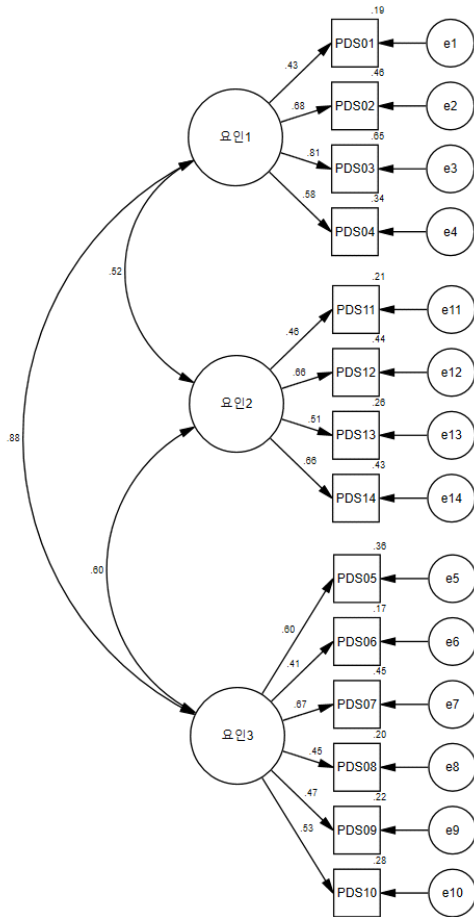 .19
PDS01
e1
.43
.46
PDS02
e2
.68
.65
요인1
PDS03
e3
.81
.34
.58
PDS04
e4
.52
.21
PDS11
e11
.46
.44
PDS12
e12
.66
.26
요인2
PDS13
e13
.51
.43
.66
PDS14
e14
.88
.60
.36
PDS05
e5
.60
.17
PDS06
e6
.41
.45
PDS07
e7
.67
.20
요인3
PDS08
e8
.45
.22
.47
PDS09
e9
.53
.28
PDS10
e10